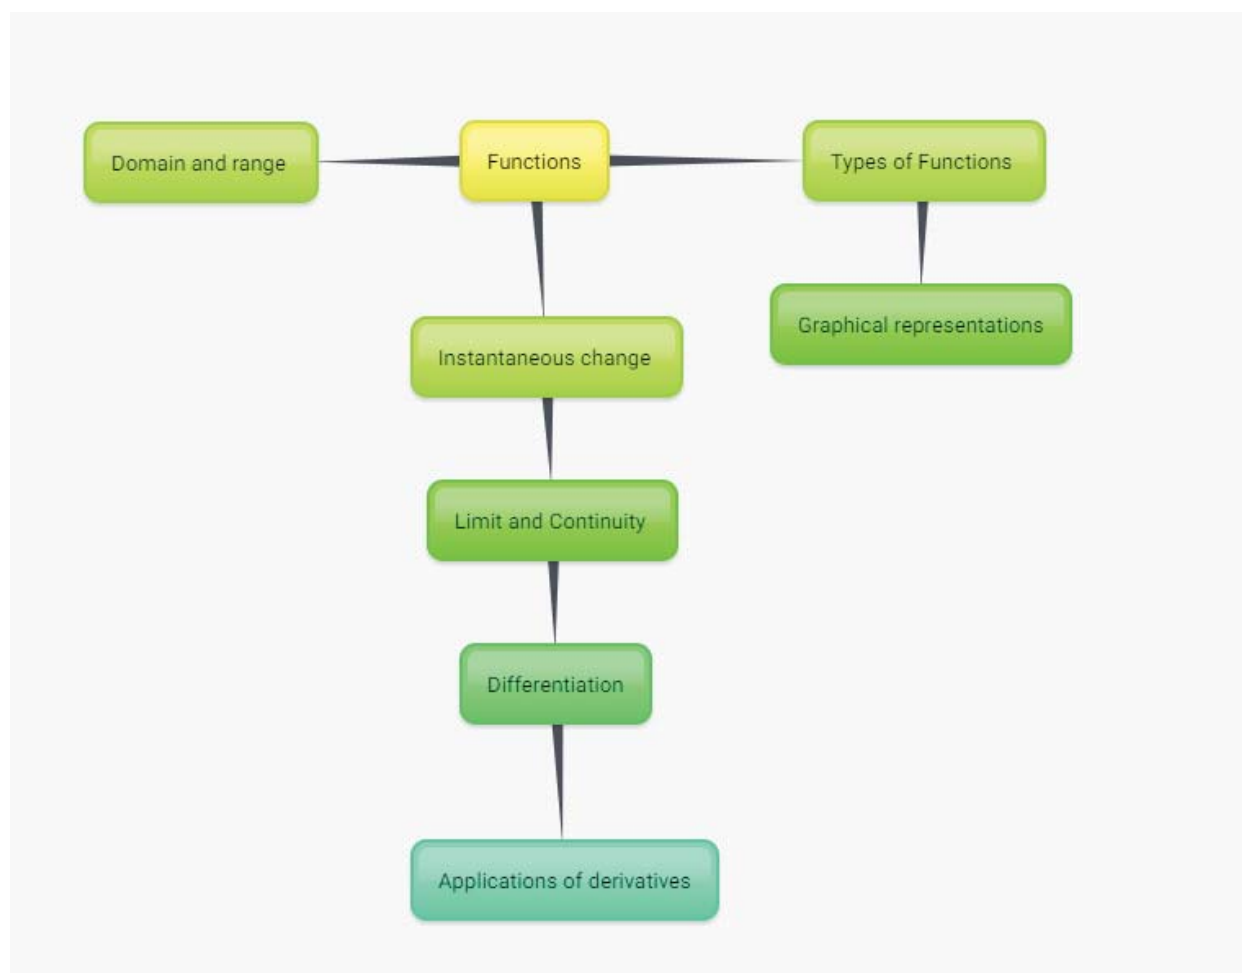 Domain and range
Functions
Types of Functions
Graphical representations
Instantaneous change
Limit and Continuity
Differentiation
Applications of derivatives